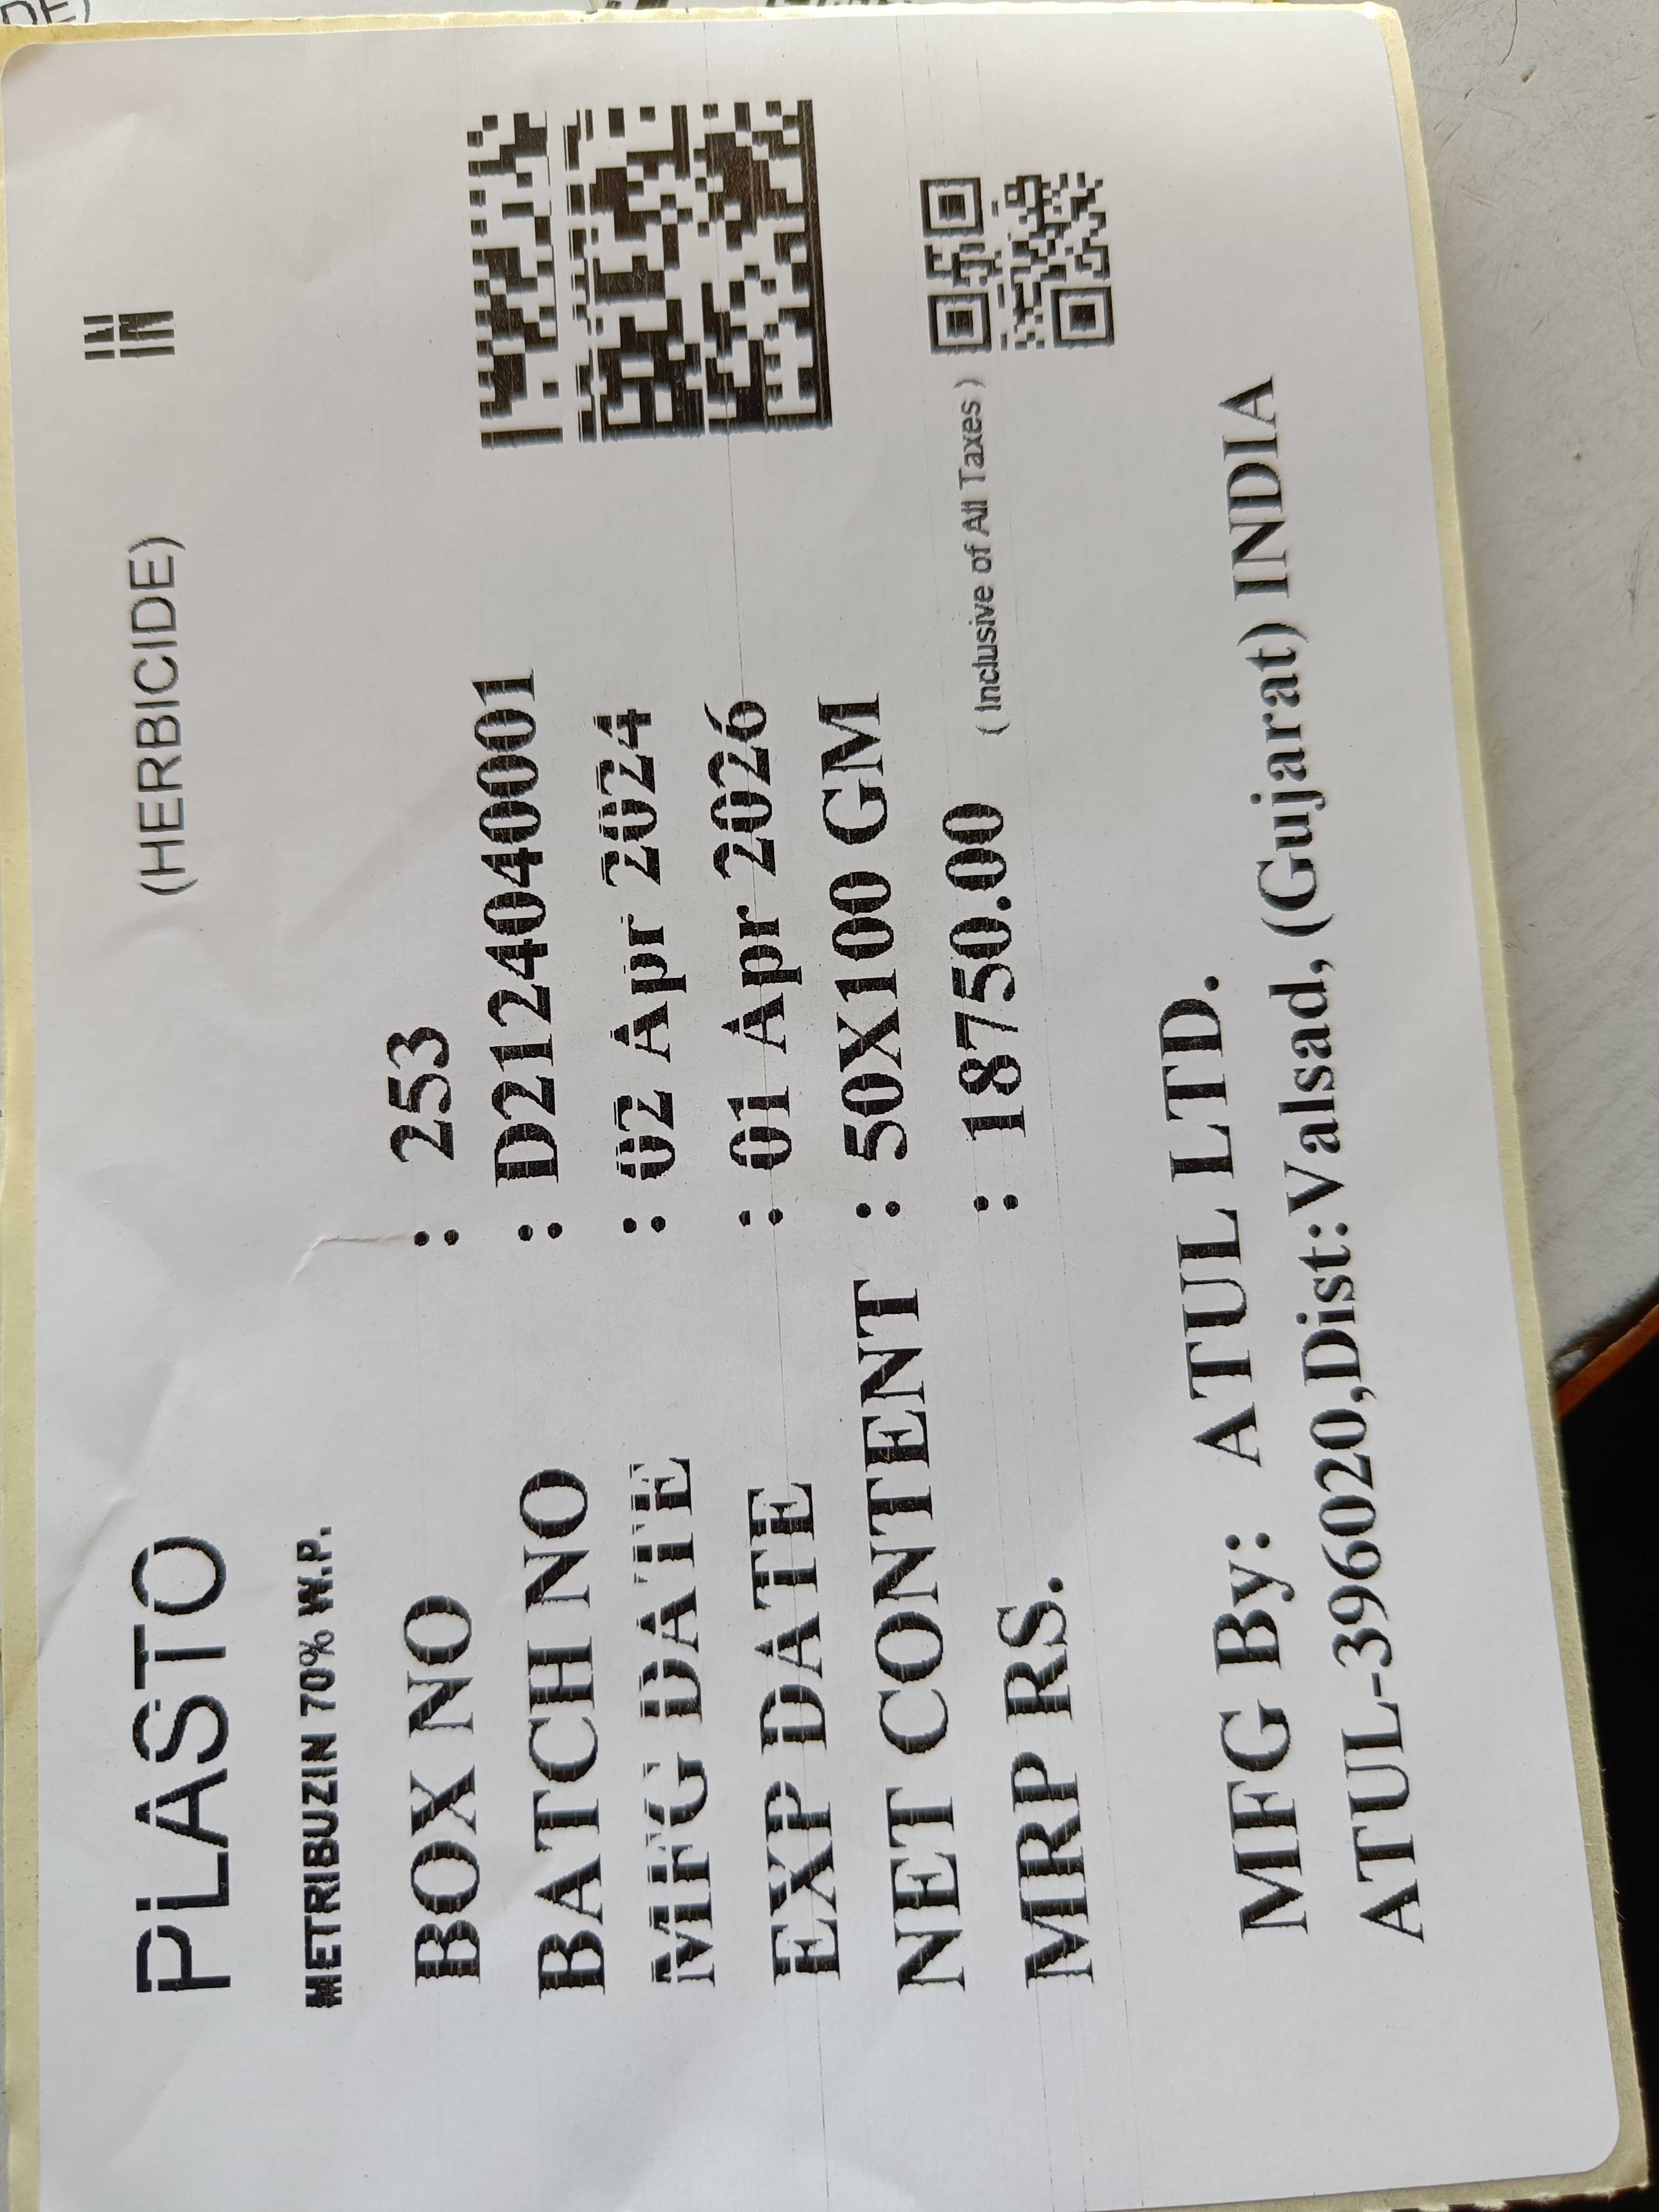 DE)
PLASTO (HERBICIDE) IN
METRIBUZIN 70% W.P.
BOX NO : 253
BATCH NO : D2124040001
MFG DATE : 02 Apr 2024
EXP DATE : 01 Apr 2026
NET CONTENT : 50X100 GM
MRP RS. : 18750.00 ( Inclusive of All Taxes )
MFG By: ATUL LTD.
ATUL-396020,Dist:Valsad, (Gujarat) INDIA